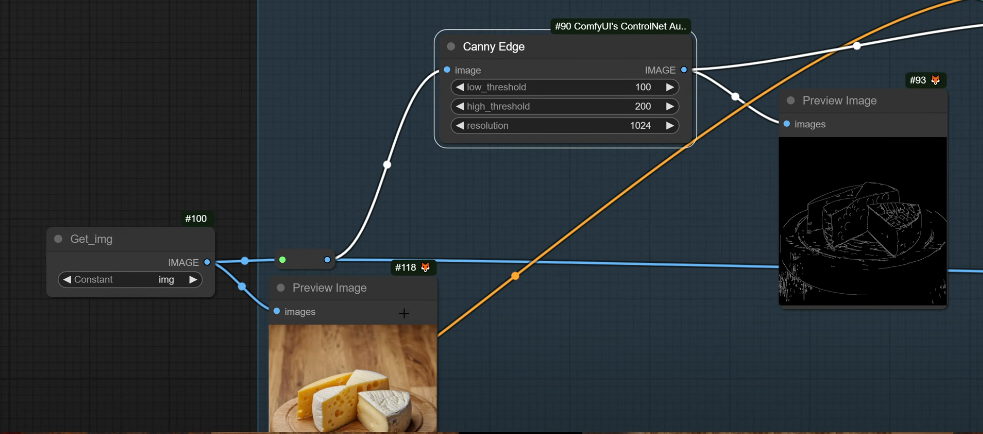 #90 ComfyUI's ControlNet Au..
Canny Edge
image IMAGE
low_threshold 100
high_threshold 200
resolution 1024
#93
Preview Image
images
#100
Get_img
IMAGE
Constant img
#118
Preview Image
images